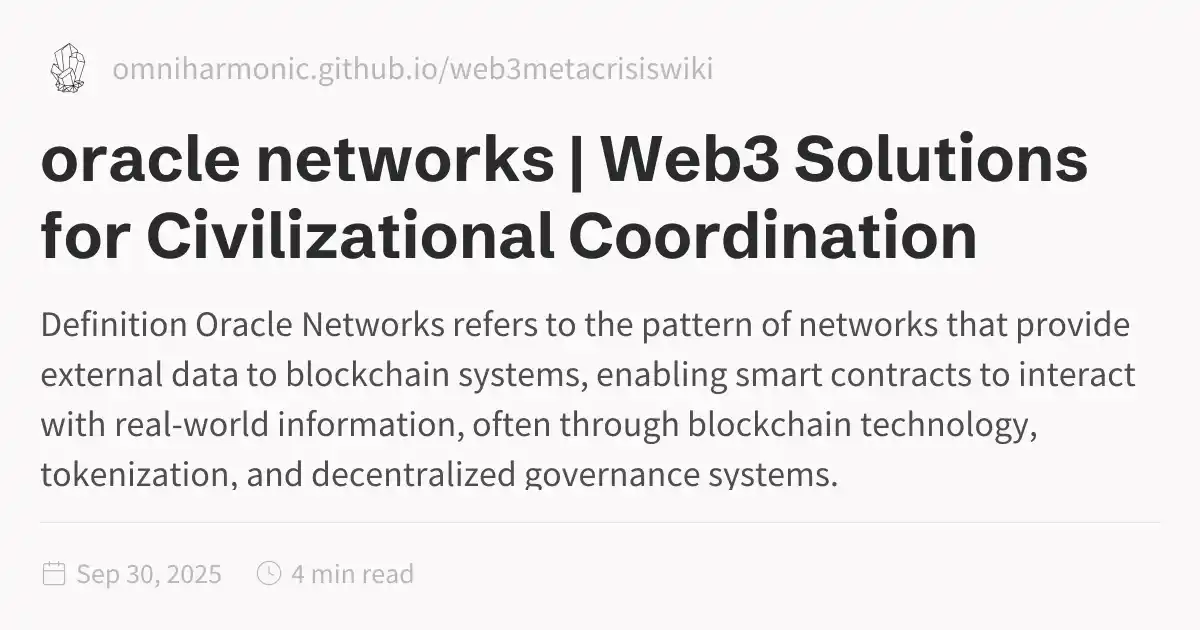 omniharmonic.github.io/web3metacrisiswiki
oracle networks | Web3 Solutions
for Civilizational Coordination
Definition Oracle Networks refers to the pattern of networks that provide
external data to blockchain systems, enabling smart contracts to interact
with real-world information, often through blockchain technology,
tokenization, and decentralized governance systems.
Sep 30, 2025 4 min read